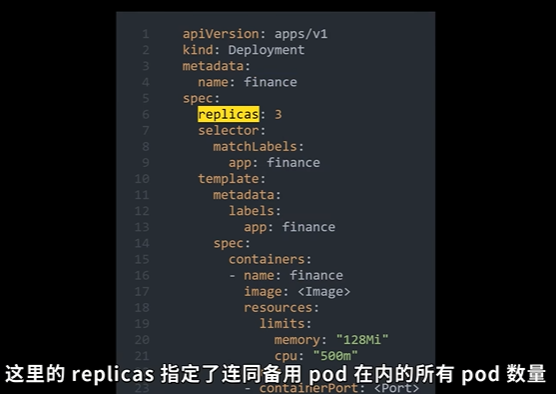 1 apiVersion: apps/v1
2 kind: Deployment
3 metadata:
4   name: finance
5 spec:
6   replicas: 3
7   selector:
8     matchLabels:
9       app: finance
10   template:
11     metadata:
12       labels:
13         app: finance
14     spec:
15       containers:
16       - name: finance
17         image: <Image>
18         resources:
19           limits:
20             memory: "128Mi"
21             cpu: "500m"
这里的 replicas 指定了连同备用 pod 在内的所有 pod 数量
23         - containerPort: <Port>